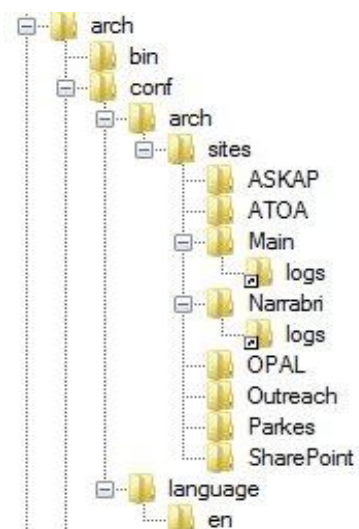 arch
bin
conf
arch
sites
ASKAP
ATOA
Main
logs
Narrabri
logs
OPAL
Outreach
Parkes
SharePoint
language
en